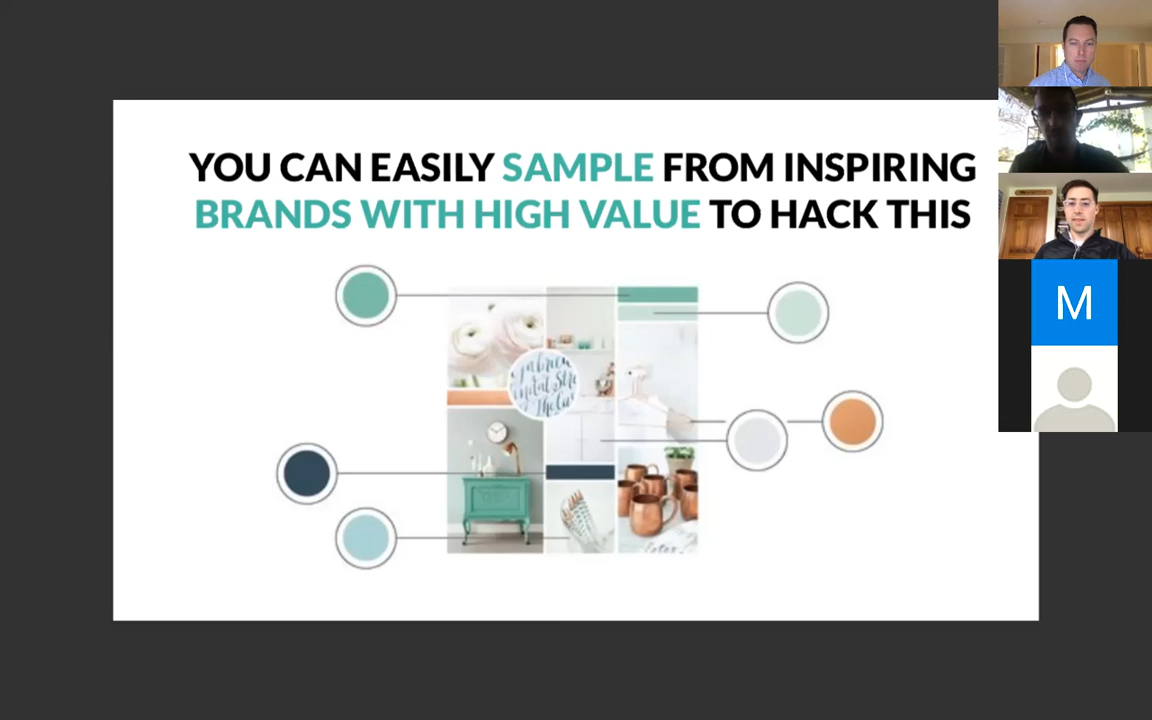 YOU CAN EASILY SAMPLE FROM INSPIRING
BRANDS WITH HIGH VALUE TO HACK THIS
M